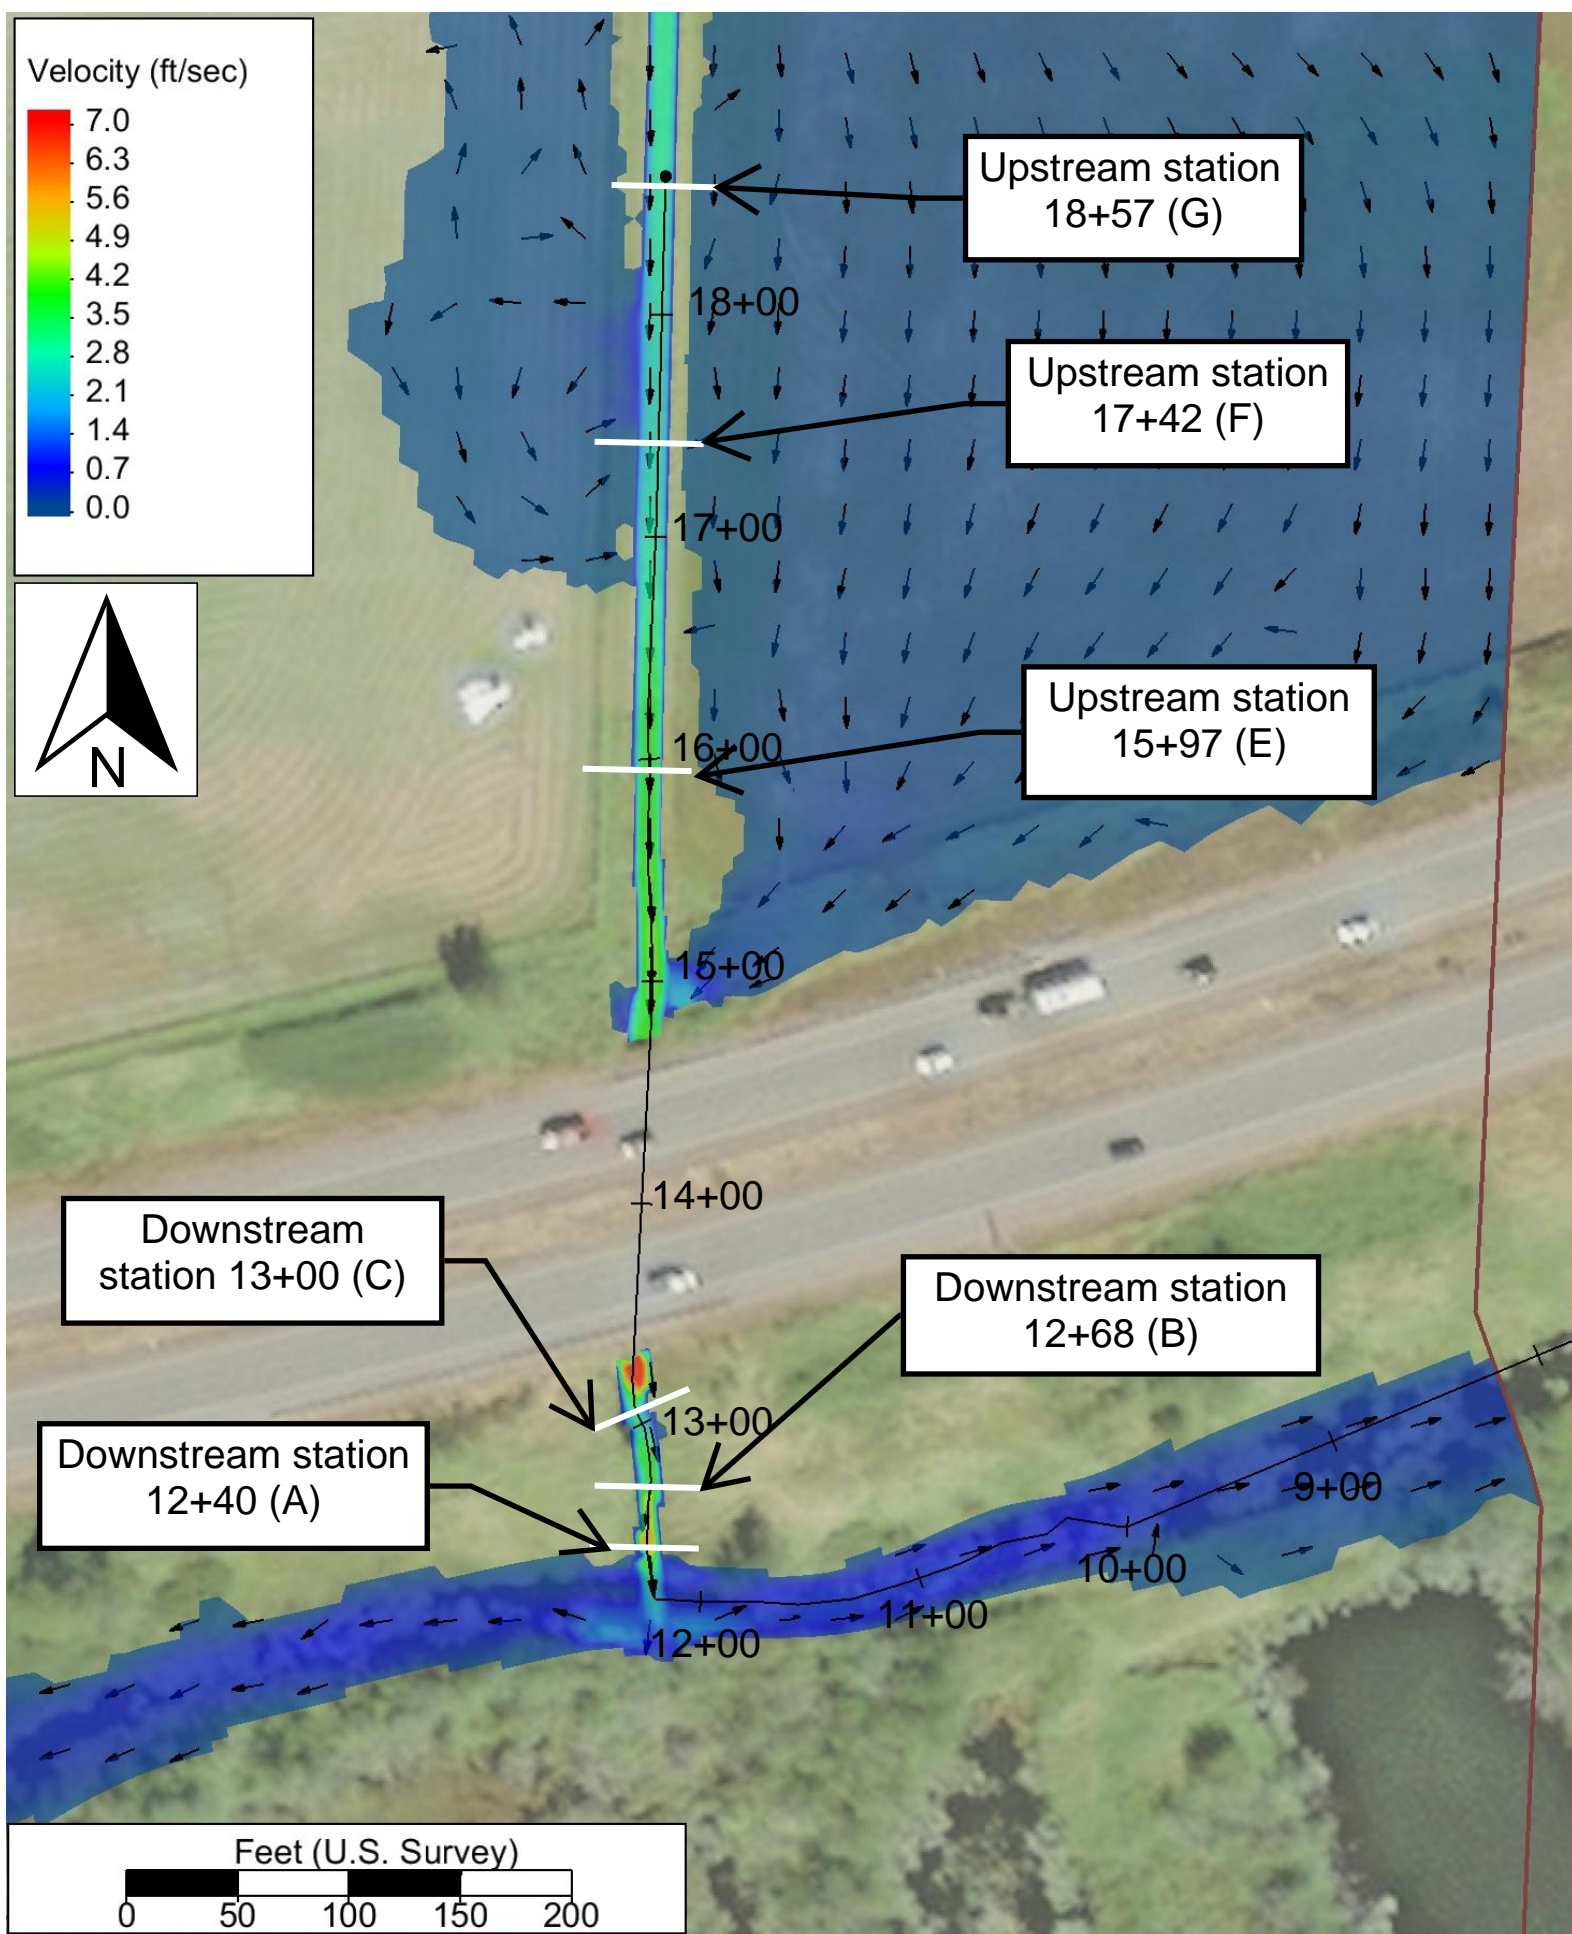 Velocity (ft/sec)
7.0
6.3
5.6
4.9
4.2
3.5
2.8
2.1
1.4
0.7
0.0
N
Upstream station
18+57 (G)
18+00
Upstream station
17+42 (F)
17+00
Upstream station
15+97 (E)
16+00
15+00
14+00
Downstream
station 13+00 (C)
Downstream station
12+68 (B)
13+00
Downstream station
12+40 (A)
9+00
10+00
11+00
12+00
Feet (U.S. Survey)
0 50 100 150 200